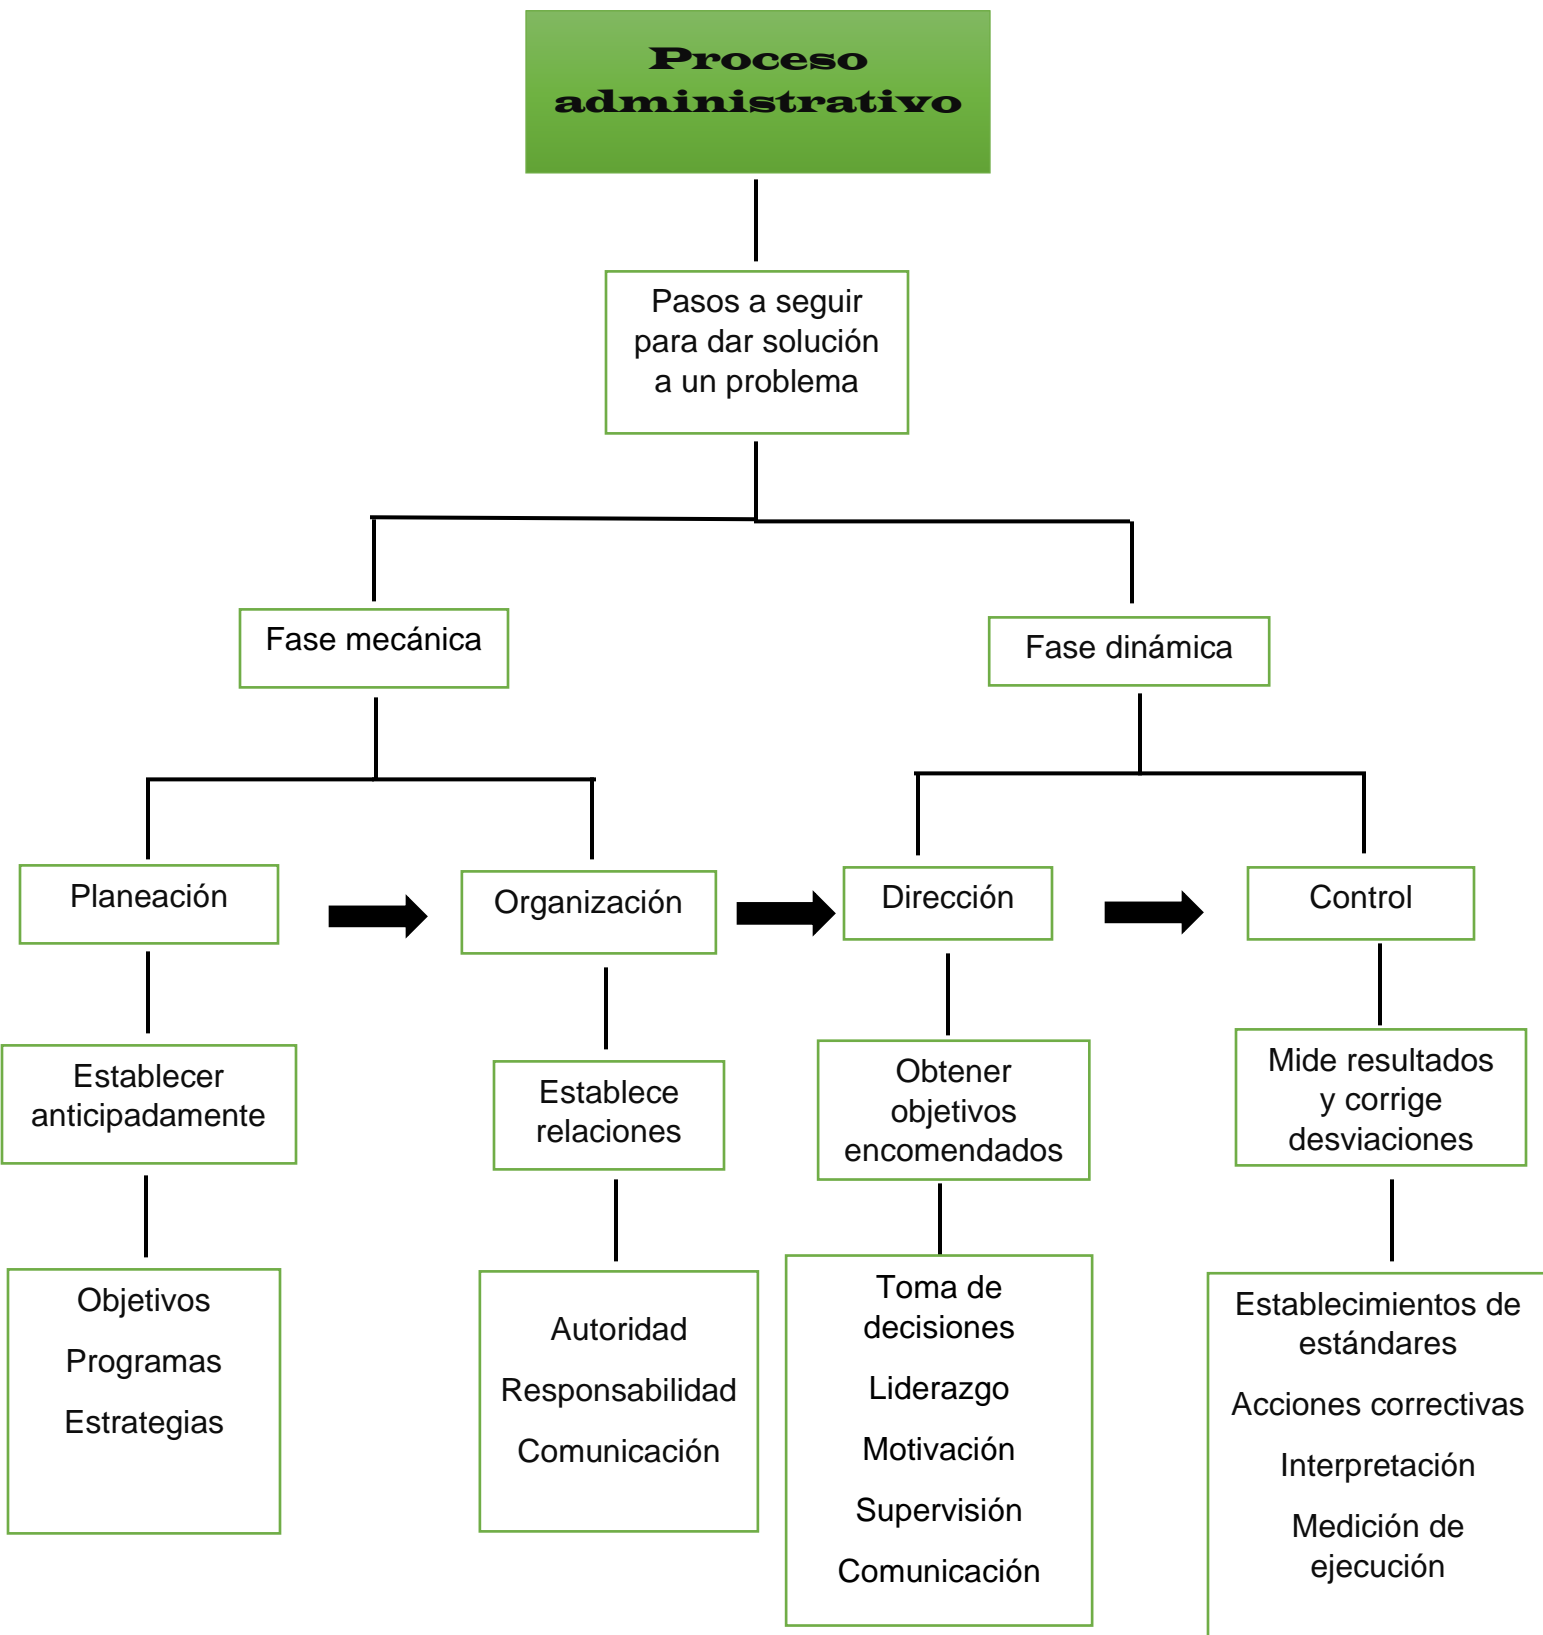 Proceso
administrativo
Pasos a seguir
para dar solución
a un problema
Fase mecánica
Fase dinámica
Planeación
Organización
Dirección
Control
Establecer
anticipadamente
Establece
relaciones
Obtener
objetivos
encomendados
Mide resultados
y corrige
desviaciones
Objetivos
Programas
Estrategias
Autoridad
Responsabilidad
Comunicación
Toma de
decisiones
Liderazgo
Motivación
Supervisión
Comunicación
Establecimientos de
estándares
Acciones correctivas
Interpretación
Medición de
ejecución